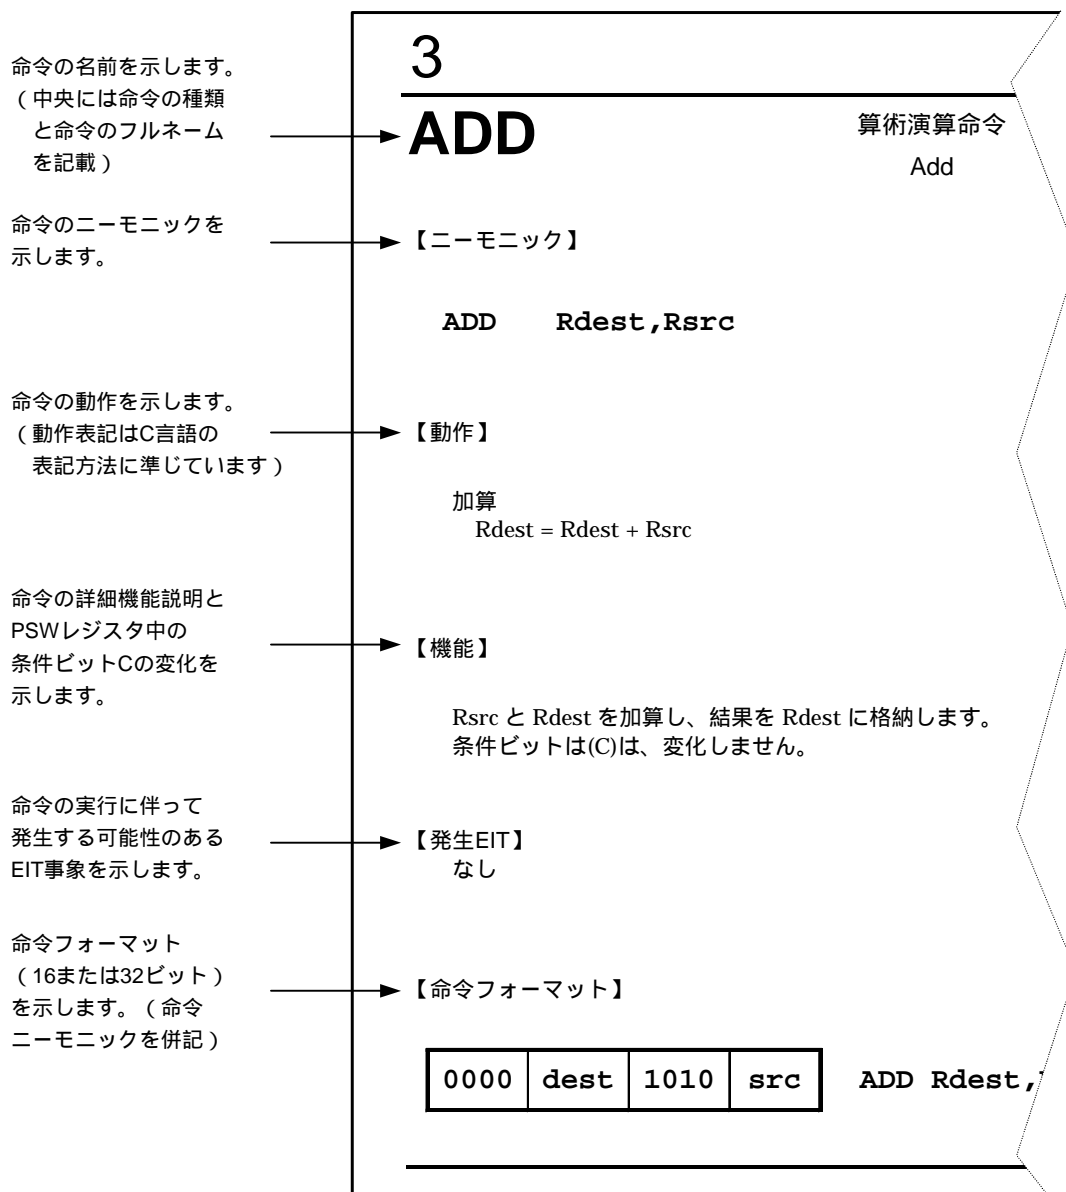 3
命令の名前を示します。
(中央には命令の種類
と命令のフルネーム
を記載)
ADD
算術演算命令
Add
命令のニーモニックを
示します。
【ニーモニック】
ADD Rdest,Rsrc
命令の動作を示します。
(動作表記はC言語の
表記方法に準じています)
【動作】
加算
Rdest = Rdest + Rsrc
命令の詳細機能説明と
PSWレジスタ中の
条件ビットCの変化を
示します。
【機能】
Rsrc と Rdest を加算し、結果を Rdest に格納します。
条件ビットは(C)は、変化しません。
命令の実行に伴って
発生する可能性のある
EIT事象を示します。
【発生EIT】
なし
命令フォーマット
(16または32ビット)
を示します。(命令
ニーモニックを併記)
【命令フォーマット】
0000 dest 1010 src ADD Rdest,